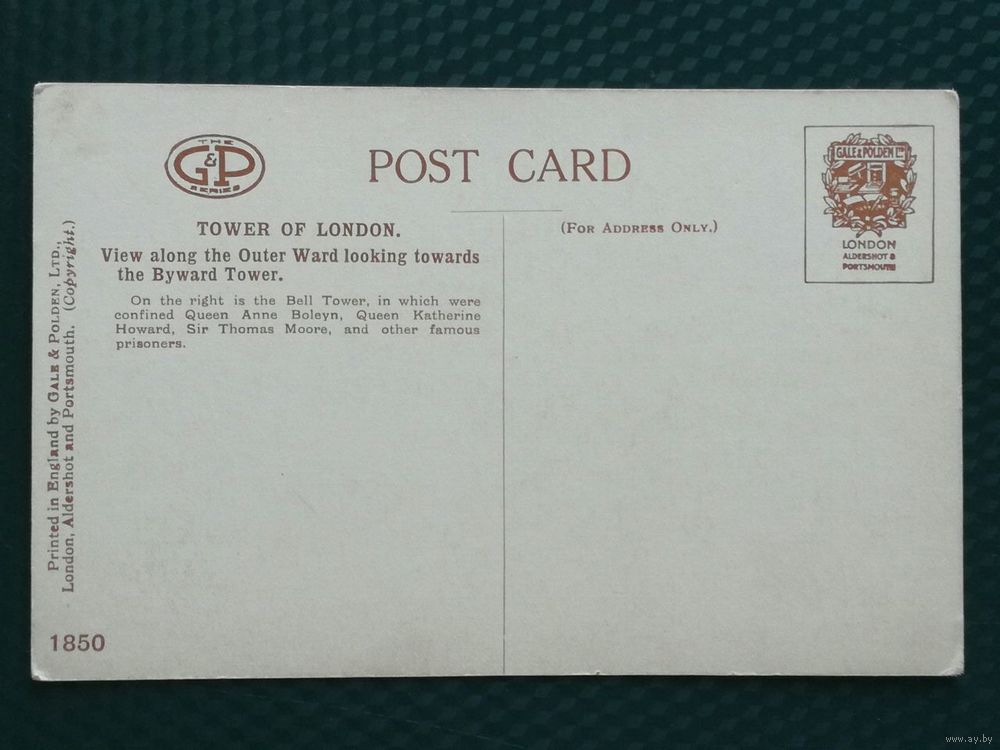 THE
G&P
SERIES
POST CARD
GALE & POLDEN LTD
LONDON
ALDERSHOT &
PORTSMOUTH
TOWER OF LONDON.
View along the Outer Ward looking towards
the Byward Tower.
On the right is the Bell Tower, in which were
confined Queen Anne Boleyn, Queen Katherine
Howard, Sir Thomas Moore, and other famous
prisoners.
(FOR ADDRESS ONLY.)
Printed in England by GALE & POLDEN, LTD.,
London, Aldershot and Portsmouth. (Copyright.)
1850
www.ay.by